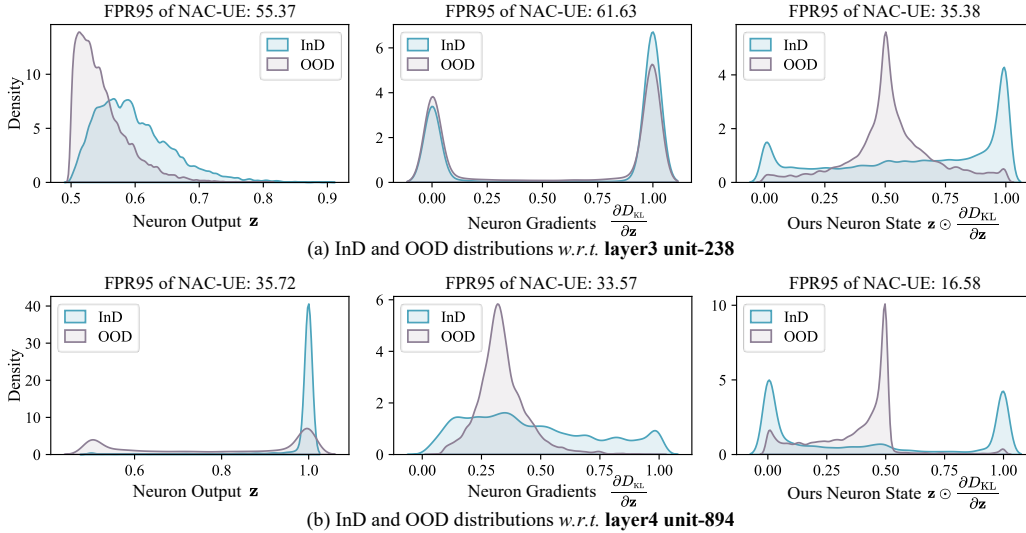 FPR95 of NAC-UE: 55.37
FPR95 of NAC-UE: 61.63
FPR95 of NAC-UE: 35.38
Density
10
5
0
InD
OOD
0.5 0.6 0.7 0.8 0.9
Neuron Output z
6
4
2
0
InD
OOD
0.00 0.25 0.50 0.75 1.00
Neuron Gradients ∂D_KL/∂z
4
2
0
InD
OOD
0.00 0.25 0.50 0.75 1.00
Ours Neuron State z ⊙ ∂D_KL/∂z
(a) InD and OOD distributions w.r.t. layer3 unit-238
FPR95 of NAC-UE: 35.72
FPR95 of NAC-UE: 33.57
FPR95 of NAC-UE: 16.58
Density
40
30
20
10
0
InD
OOD
0.6 0.8 1.0
Neuron Output z
6
4
2
0
InD
OOD
0.00 0.25 0.50 0.75 1.00
Neuron Gradients ∂D_KL/∂z
10
5
0
InD
OOD
0.00 0.25 0.50 0.75 1.00
Ours Neuron State z ⊙ ∂D_KL/∂z
(b) InD and OOD distributions w.r.t. layer4 unit-894